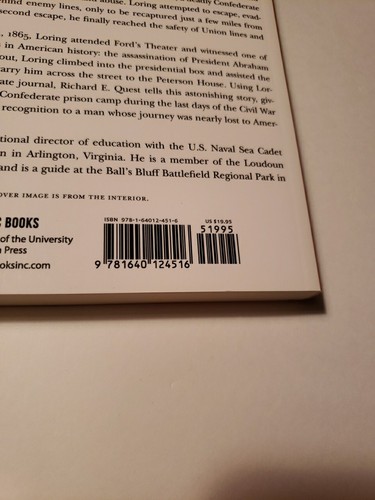 abuse. Loring attempted to escape, evad-
hind enemy lines, only to be recaptured just a few miles from
second escape, he finally reached the safety of Union lines and
, 1865, Loring attended Ford's Theater and witnessed one of
s in American history: the assassination of President Abraham
out, Loring climbed into the presidential box and assisted the
arry him across the street to the Peterson House. Using Lor-
ate journal, Richard E. Quest tells this astonishing story, giv-
Confederate prison camp during the last days of the Civil War
recognition to a man whose journey was nearly lost to Amer-
tional director of education with the U.S. Naval Sea Cadet
n in Arlington, Virginia. He is a member of the Loudoun
and is a guide at the Ball's Bluff Battlefield Regional Park in
OVER IMAGE IS FROM THE INTERIOR.
C BOOKS
of the University
Press
ooksinc.com
ISBN 978-1-64012-451-6
US $19.95
51995
9 781640 124516